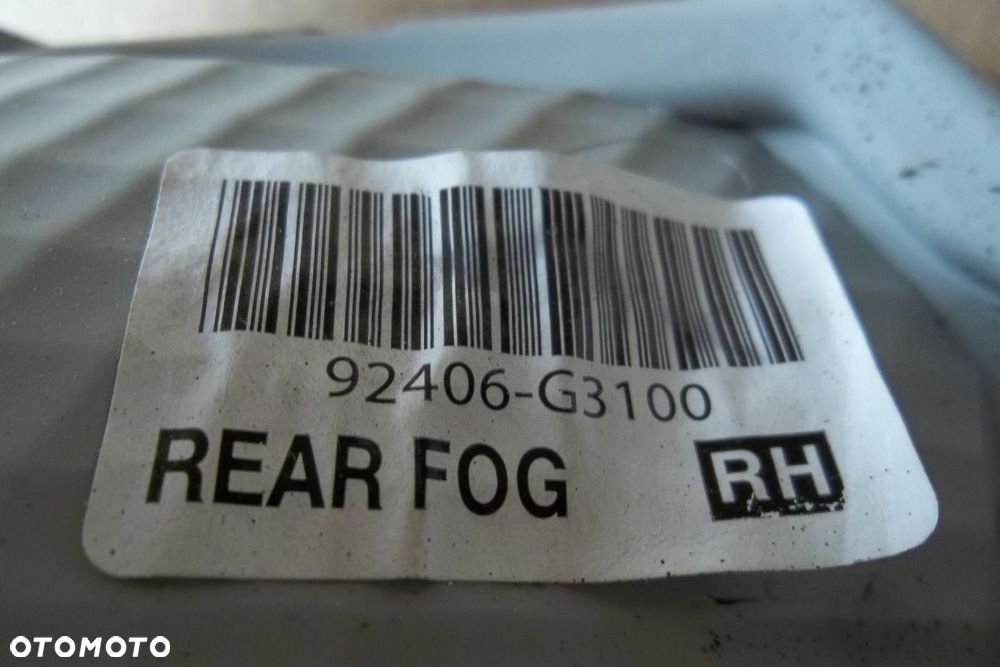 92406-G3100
REAR FOG RH
OTOMOTO